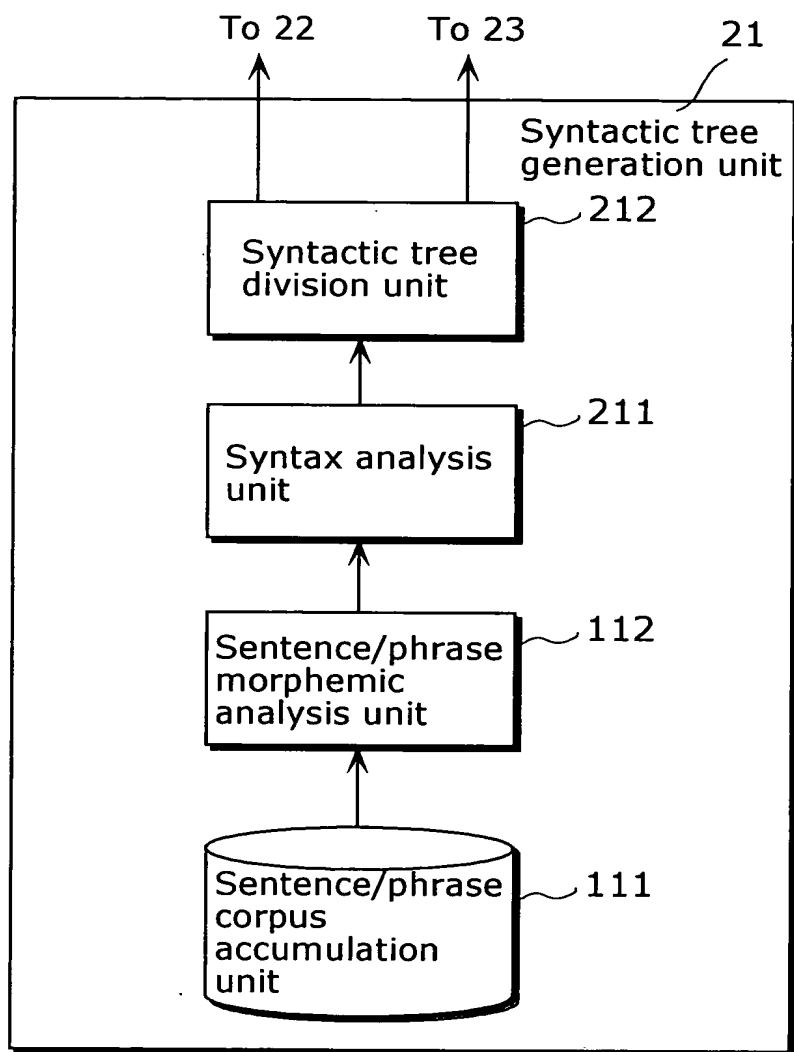 To 22
To 23
21
Syntactic tree
generation unit
212
Syntactic tree
division unit
211
Syntax analysis
unit
112
Sentence/phrase
morphemic
analysis unit
111
Sentence/phrase
corpus
accumulation
unit